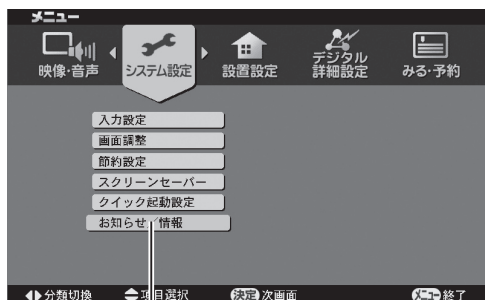 メニュー
映像・音声 システム設定 設置設定 デジタル詳細設定 みる・予約
入力設定
画面調整
節約設定
スクリーンセーバー
クイック起動設定
お知らせ/情報
分類切換 項目選択 決定 次画面 メニュー 終了